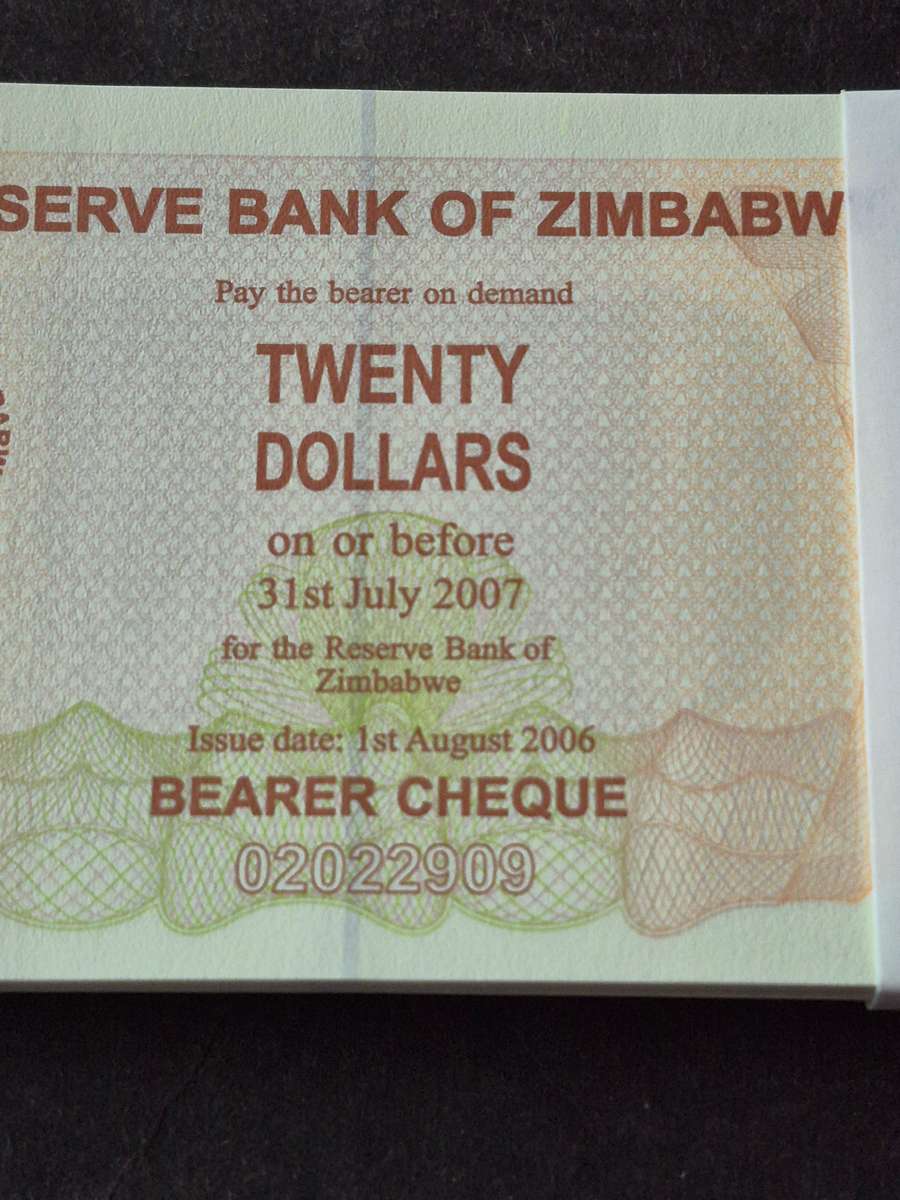 SERVE BANK OF ZIMBABW
Pay the bearer on demand
TWENTY
DOLLARS
on or before
31st July 2007
for the Reserve Bank of
Zimbabwe
Issue date: 1st August 2006
BEARER CHEQUE
02022909